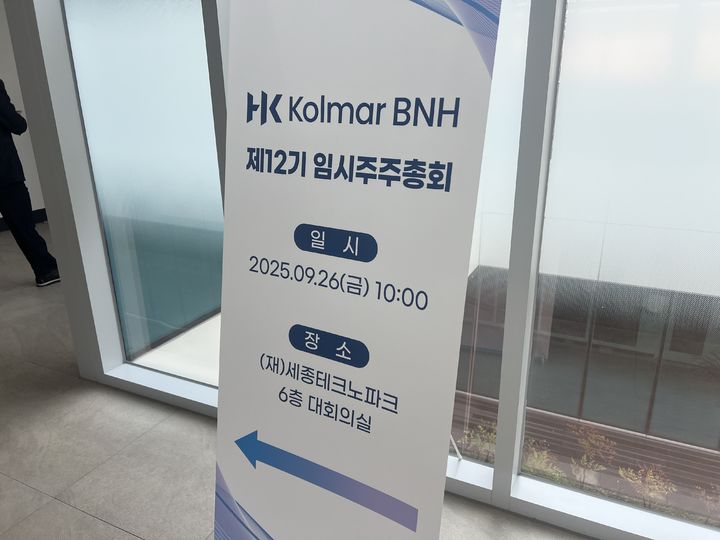 HK Kolmar BNH
제12기 임시주주총회
일 시
2025.09.26(금) 10:00
장 소
(재)세종테크노파크
6층 대회의실